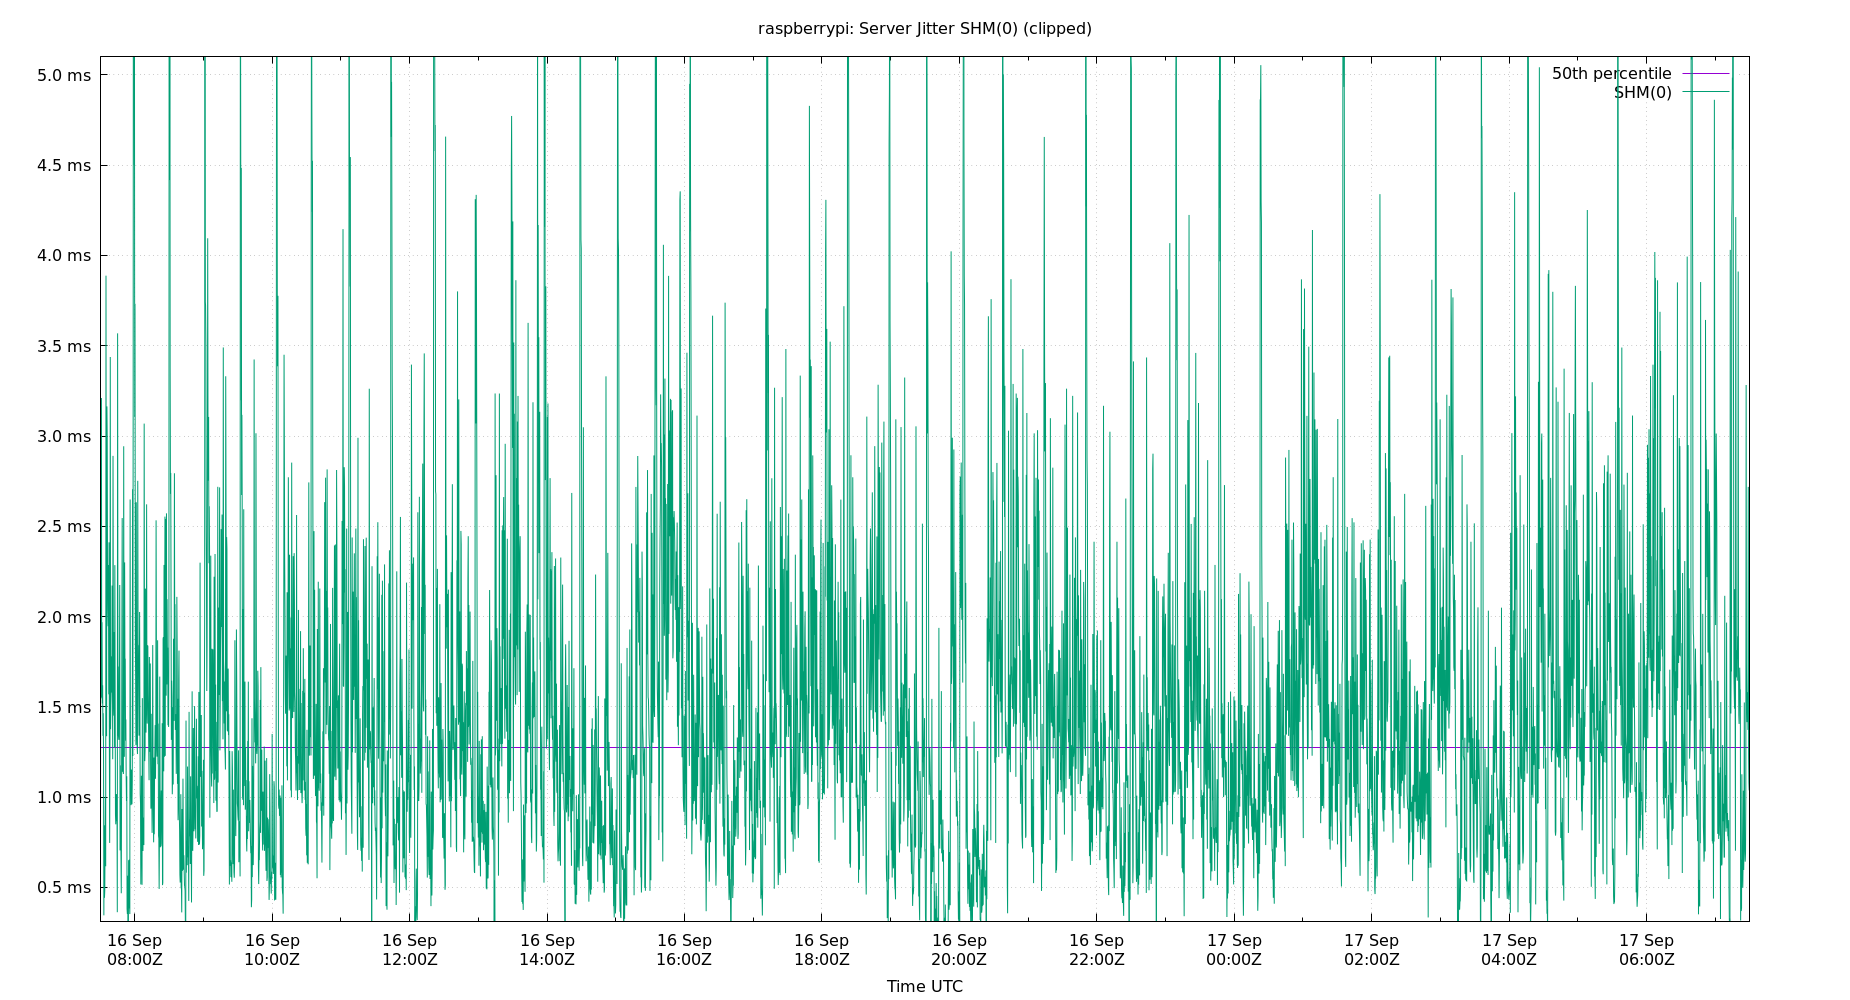 raspberrypi: Server Jitter SHM(0) (clipped)
50th percentile
SHM(0)
5.0 ms
4.5 ms
4.0 ms
3.5 ms
3.0 ms
2.5 ms
2.0 ms
1.5 ms
1.0 ms
0.5 ms
16 Sep 16 Sep 16 Sep 16 Sep 16 Sep 16 Sep 16 Sep 16 Sep 17 Sep 17 Sep 17 Sep 17 Sep
08:00Z 10:00Z 12:00Z 14:00Z 16:00Z 18:00Z 20:00Z 22:00Z 00:00Z 02:00Z 04:00Z 06:00Z
Time UTC